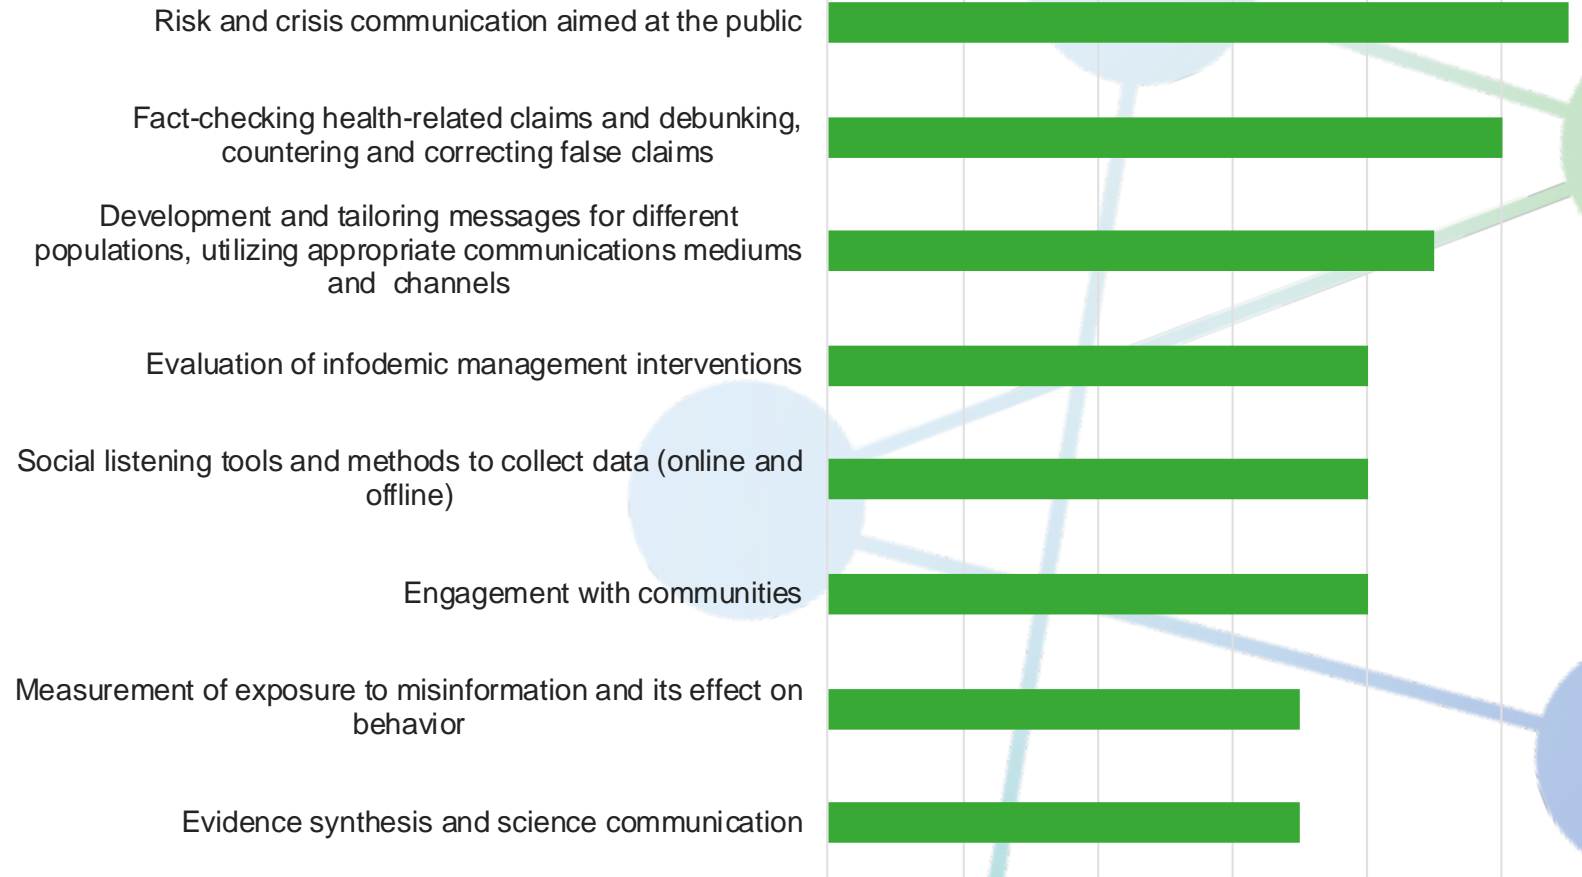 Risk and crisis communication aimed at the public
Fact-checking health-related claims and debunking,
countering and correcting false claims
Development and tailoring messages for different
populations, utilizing appropriate communications mediums
and channels
Evaluation of infodemic management interventions
Social listening tools and methods to collect data (online and
offline)
Engagement with communities
Measurement of exposure to misinformation and its effect on
behavior
Evidence synthesis and science communication